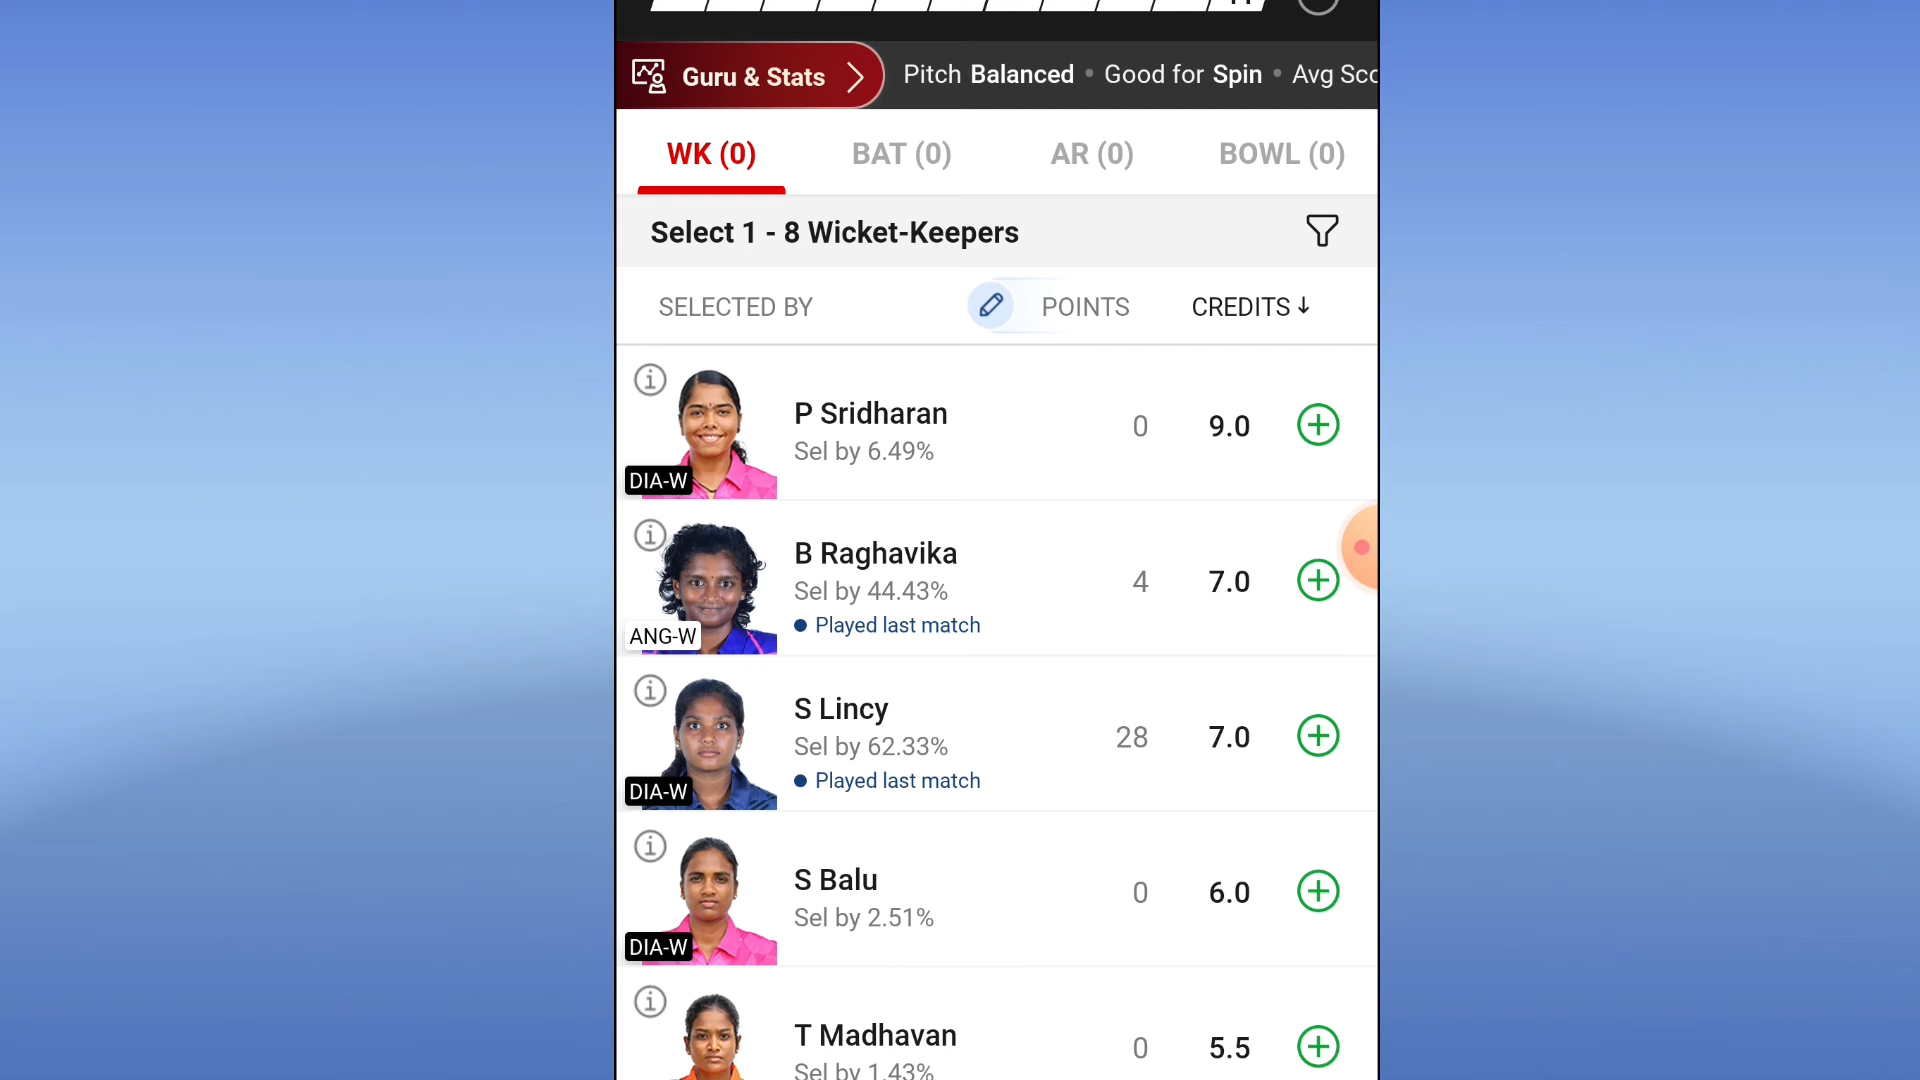 Guru & Stats
Pitch Balanced • Good for Spin • Avg Sco
WK (0) BAT (0) AR (0) BOWL (0)
Select 1 - 8 Wicket-Keepers
SELECTED BY POINTS CREDITS ↓
P Sridharan 0 9.0
Sel by 6.49%
DIA-W
B Raghavika
Sel by 44.43% 4 7.0
Played last match
ANG-W
S Lincy
Sel by 62.33% 28 7.0
Played last match
DIA-W
S Balu 0 6.0
Sel by 2.51%
DIA-W
T Madhavan 0 5.5
Sel by 1.43%